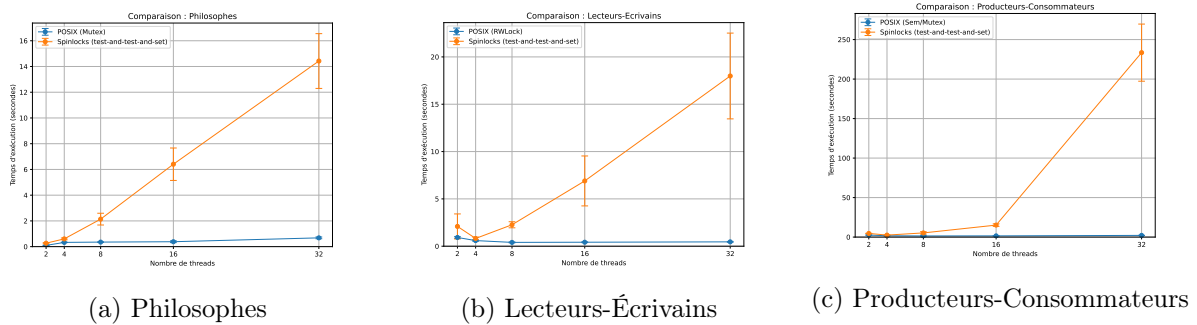 Comparaison : Philosophes
POSIX (Mutex)
Spinlocks (test-and-test-and-set)
Temps d'exécution (secondes)
16
14
12
10
8
6
4
2
0
2 4 8 16 32
Nombre de threads
(a) Philosophes
Comparaison : Lecteurs-Ecrivains
POSIX (RWLock)
Spinlocks (test-and-test-and-set)
Temps d'exécution (secondes)
20
15
10
5
0
2 4 8 16 32
Nombre de threads
(b) Lecteurs-Écrivains
Comparaison : Producteurs-Consommateurs
POSIX (Sem/Mutex)
Spinlocks (test-and-test-and-set)
Temps d'exécution (secondes)
250
200
150
100
50
0
2 4 8 16 32
Nombre de threads
(c) Producteurs-Consommateurs